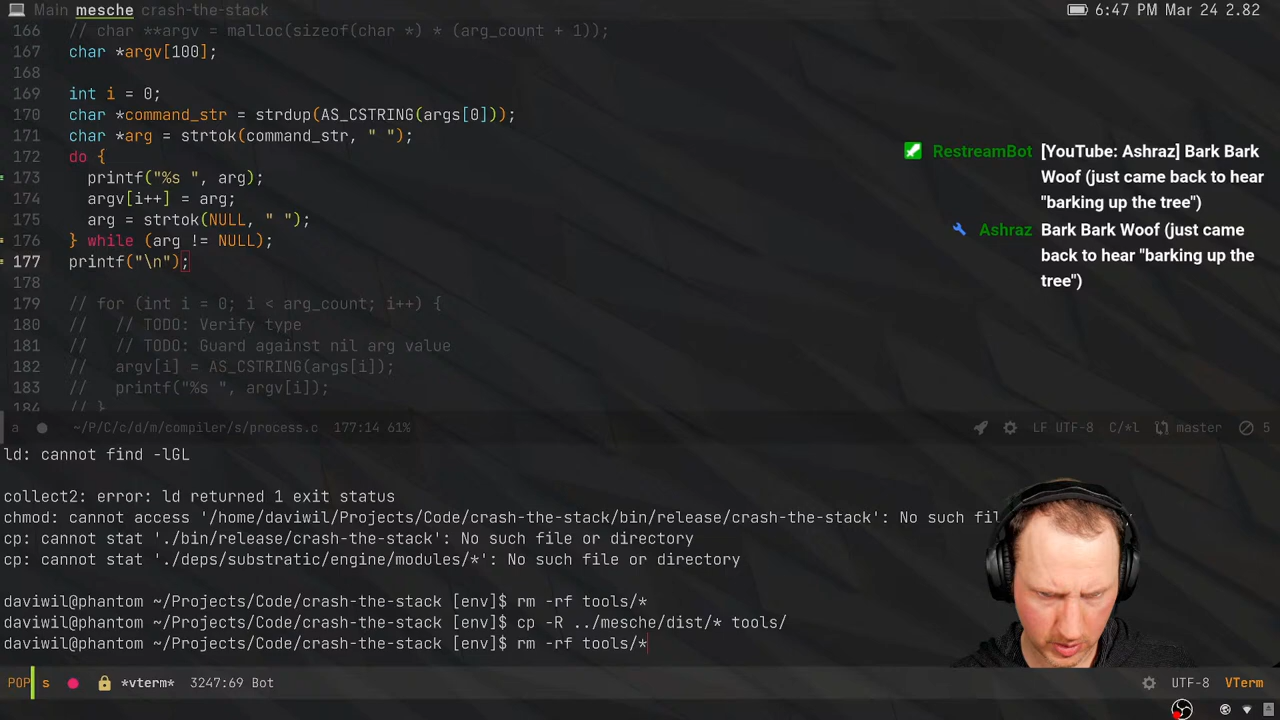 Main mesche crash-the-stack
6:47 PM Mar 24 2.82
166 // char **argv = malloc(sizeof(char *) * (arg_count + 1));
167 char *argv[100];
168
169 int i = 0;
170 char *command_str = strdup(AS_CSTRING(args[0]));
171 char *arg = strtok(command_str, " ");
172 do {
173 printf("%s ", arg);
174 argv[i++] = arg;
175 arg = strtok(NULL, " ");
176 } while (arg != NULL);
177 printf("\n");
178
179 // for (int i = 0; i < arg_count; i++) {
180 // // TODO: Verify type
181 // // TODO: Guard against nil arg value
182 // argv[i] = AS_CSTRING(args[i]);
183 // printf("%s ", argv[i]);
184 // }
RestreamBot [YouTube: Ashraz] Bark Bark
Woof (just came back to hear
"barking up the tree")
Ashraz Bark Bark Woof (just came
back to hear "barking up the
tree")
a ~/P/C/c/d/m/compiler/s/process.c 177:14 61% LF UTF-8 C/*L master 5
ld: cannot find -lGL
collect2: error: ld returned 1 exit status
chmod: cannot access '/home/daviwil/Projects/Code/crash-the-stack/bin/release/crash-the-stack': No such fil
cp: cannot stat './bin/release/crash-the-stack': No such file or directory
cp: cannot stat './deps/substratic/engine/modules/*': No such file or directory
daviwil@phantom ~/Projects/Code/crash-the-stack [env]$ rm -rf tools/*
daviwil@phantom ~/Projects/Code/crash-the-stack [env]$ cp -R ../mesche/dist/* tools/
daviwil@phantom ~/Projects/Code/crash-the-stack [env]$ rm -rf tools/*
POP s *vterm* 3247:69 Bot UTF-8 VTerm